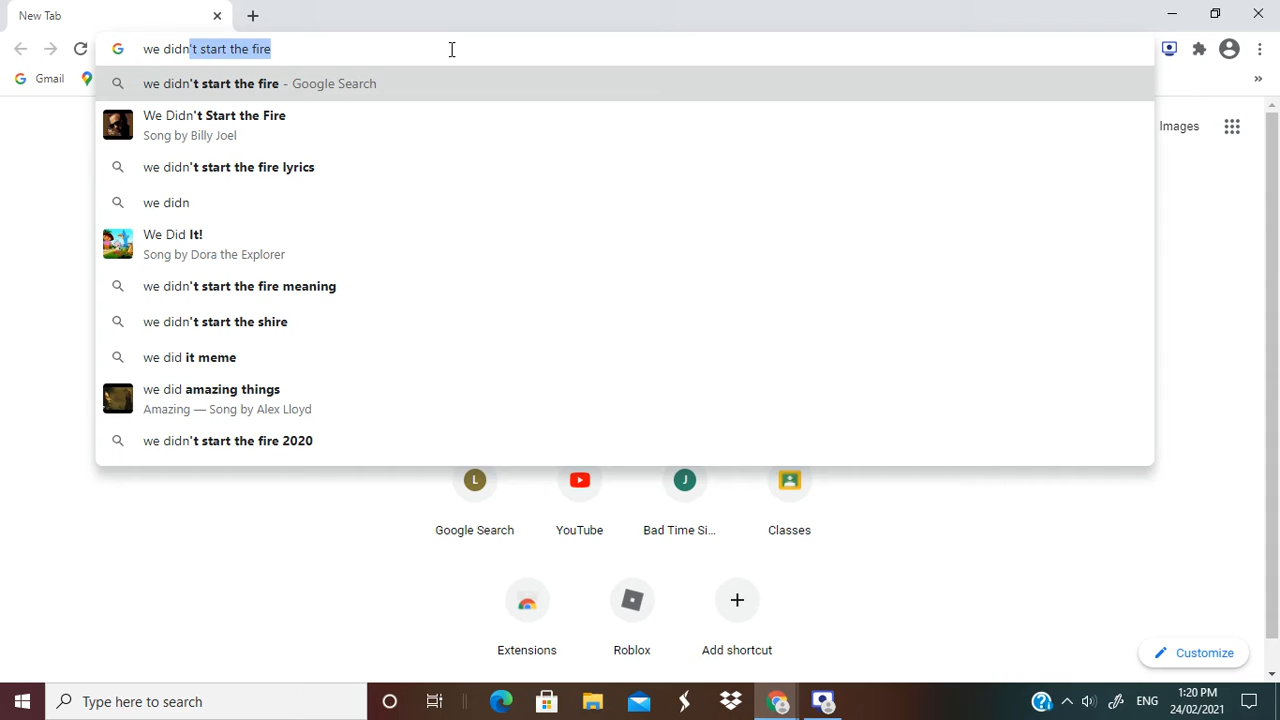 New Tab
we didn't start the fire
Gmail
we didn't start the fire - Google Search
We Didn't Start the Fire
Song by Billy Joel
we didn't start the fire lyrics
we didn
We Did It!
Song by Dora the Explorer
we didn't start the fire meaning
we didn't start the shire
we did it meme
we did amazing things
Amazing — Song by Alex Lloyd
we didn't start the fire 2020
Images
L
J
Google Search
YouTube
Bad Time Si...
Classes
Extensions
Roblox
Add shortcut
Customize
Type here to search
ENG
1:20 PM
24/02/2021